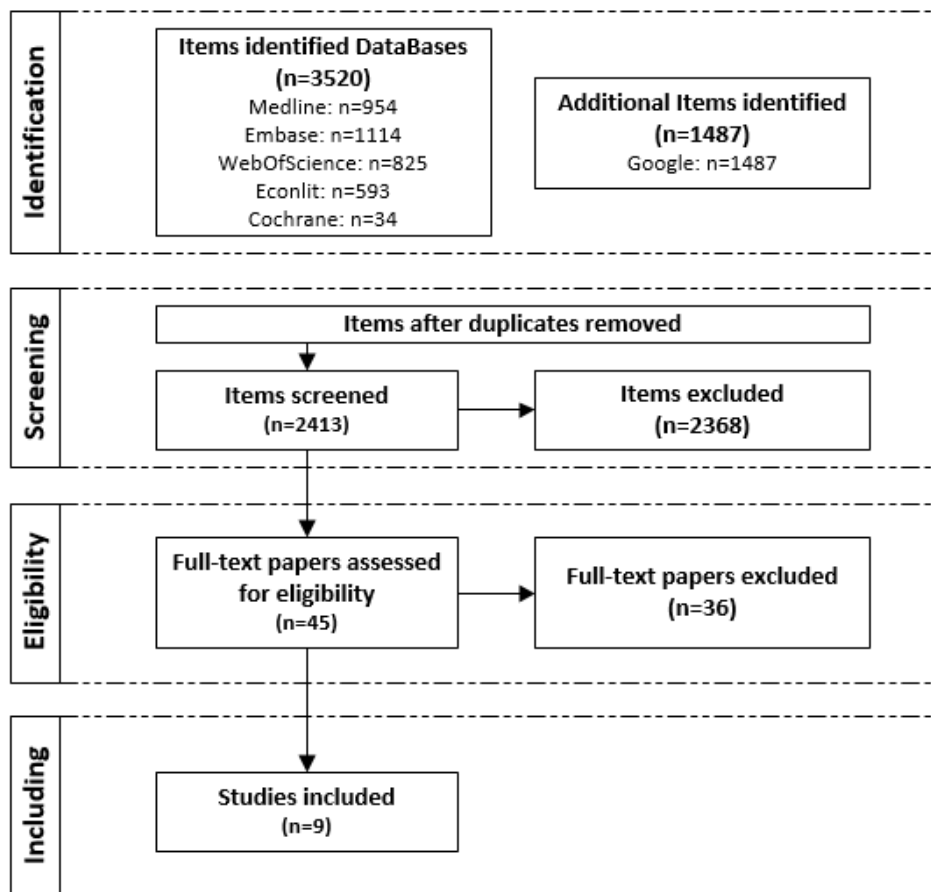 Identification
Items identified DataBases
(n=3520)
Medline: n=954
Embase: n=1114
WebOfScience: n=825
Econlit: n=593
Cochrane: n=34
Additional Items identified
(n=1487)
Google: n=1487
Screening
Items after duplicates removed
Items screened
(n=2413)
Items excluded
(n=2368)
Eligibility
Full-text papers assessed
for eligibility
(n=45)
Full-text papers excluded
(n=36)
Including
Studies included
(n=9)